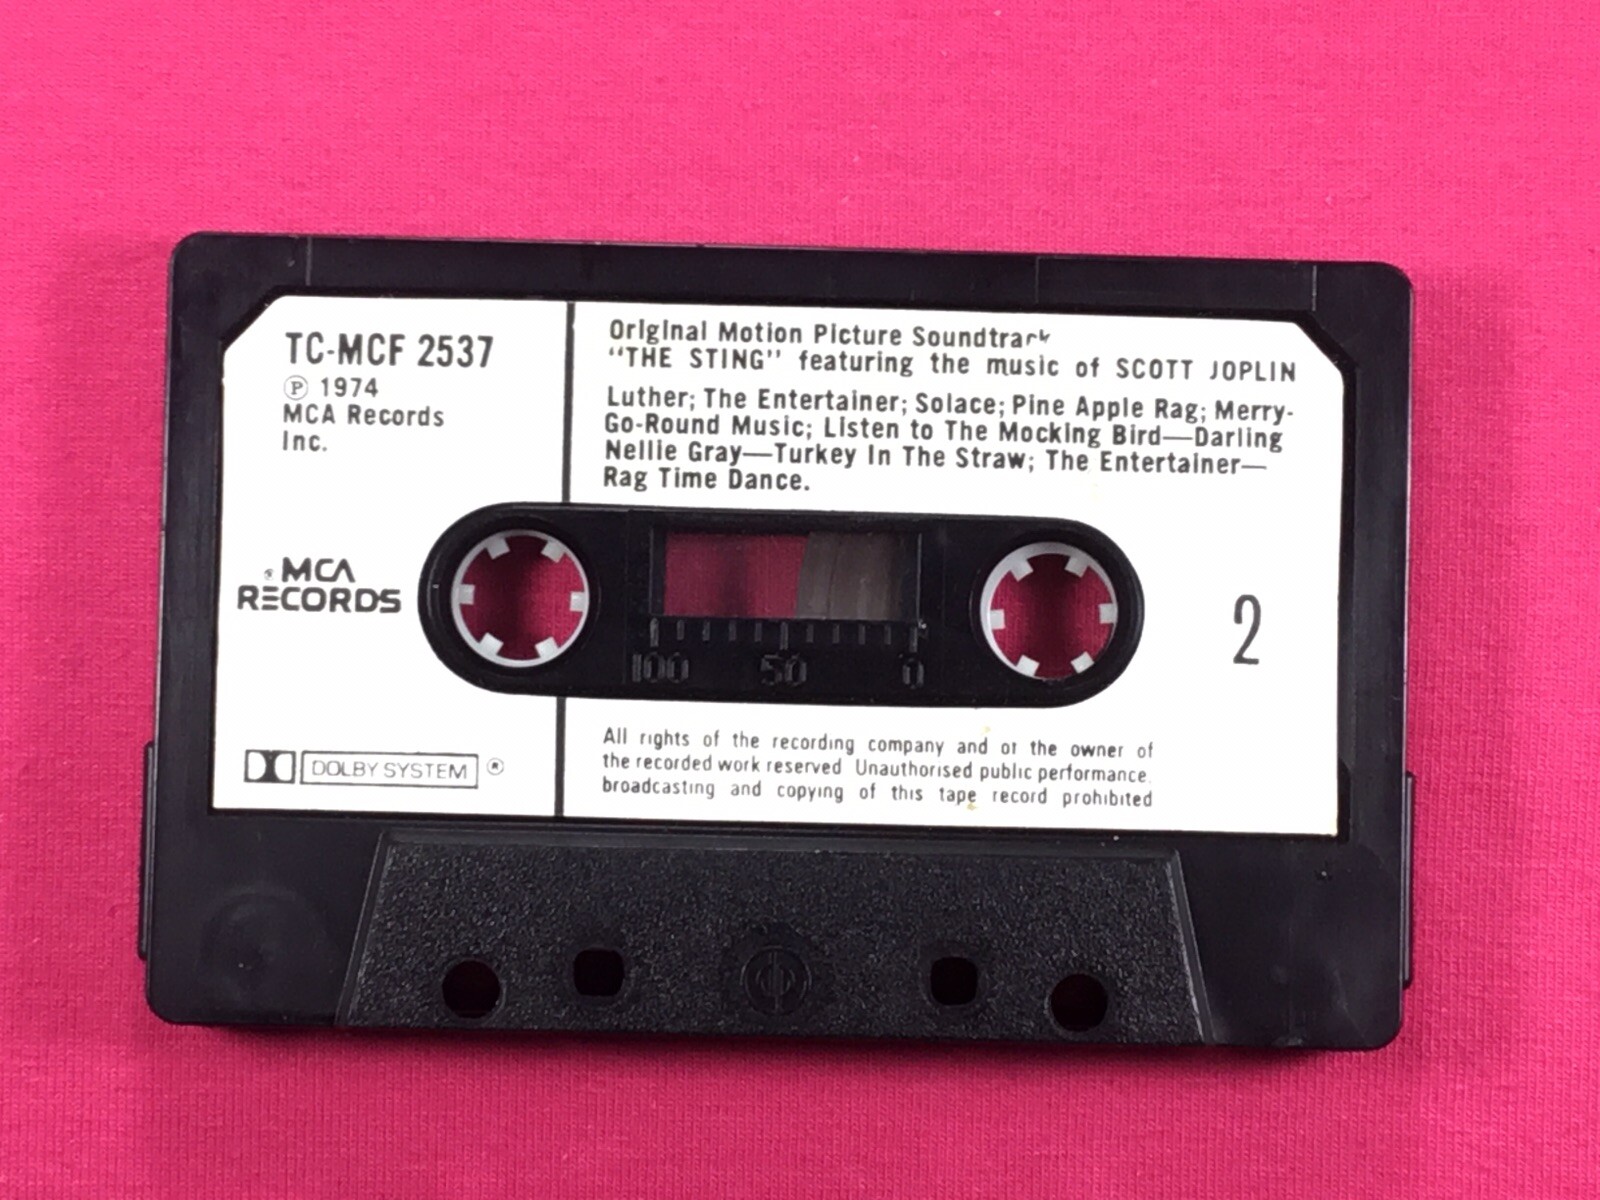 TC-MCF 2537
Ⓟ 1974
MCA Records
Inc.
Original Motion Picture Soundtrack
"THE STING" featuring the music of SCOTT JOPLIN
Luther; The Entertainer; Solace; Pine Apple Rag; Merry-
Go-Round Music; Listen to The Mocking Bird—Darling
Nellie Gray—Turkey In The Straw; The Entertainer—
Rag Time Dance.
MCA
RECORDS
2
100 50 0
DOLBY SYSTEM ®
All rights of the recording company and of the owner of
the recorded work reserved Unauthorised public performance.
broadcasting and copying of this tape record prohibited